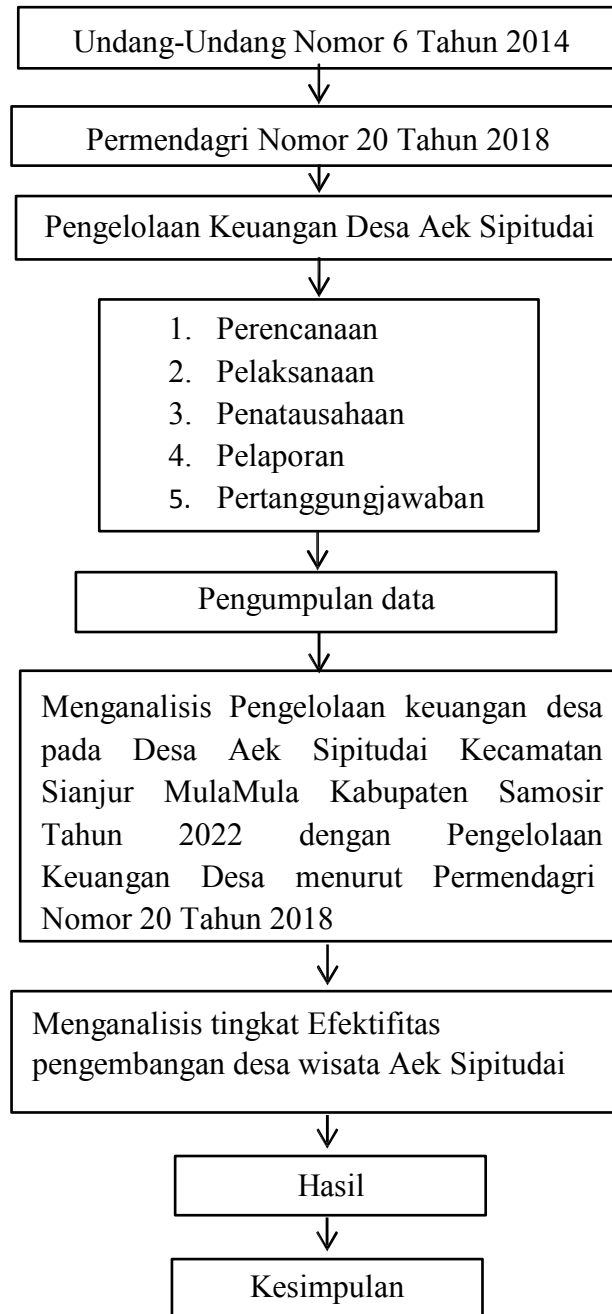 Undang-Undang Nomor 6 Tahun 2014
Permendagri Nomor 20 Tahun 2018
Pengelolaan Keuangan Desa Aek Sipitudai
1. Perencanaan
2. Pelaksanaan
3. Penatausahaan
4. Pelaporan
5. Pertanggungjawaban
Pengumpulan data
Menganalisis Pengelolaan keuangan desa
pada Desa Aek Sipitudai Kecamatan
Sianjur MulaMula Kabupaten Samosir
Tahun 2022 dengan Pengelolaan
Keuangan Desa menurut Permendagri
Nomor 20 Tahun 2018
Menganalisis tingkat Efektifitas
pengembangan desa wisata Aek Sipitudai
Hasil
Kesimpulan